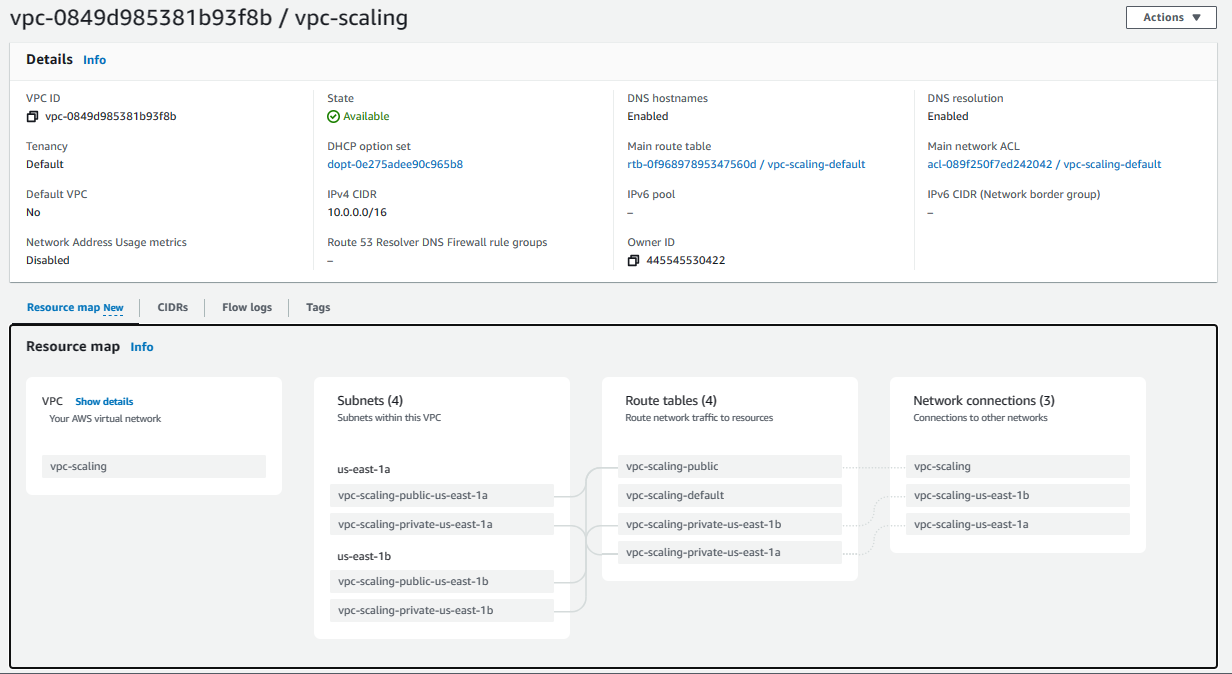 vpc-0849d985381b93f8b / vpc-scaling
Actions
Details Info
VPC ID
vpc-0849d985381b93f8b
State
Available
DNS hostnames
Enabled
DNS resolution
Enabled
Tenancy
Default
DHCP option set
dopt-0e275adee90c965b8
Main route table
rtb-0f96897895347560d / vpc-scaling-default
Main network ACL
acl-089f250f7ed242042 / vpc-scaling-default
Default VPC
No
IPv4 CIDR
10.0.0.0/16
IPv6 pool
–
IPv6 CIDR (Network border group)
–
Network Address Usage metrics
Disabled
Route 53 Resolver DNS Firewall rule groups
–
Owner ID
445545530422
Resource map New
CIDRs
Flow logs
Tags
Resource map Info
VPC Show details
Your AWS virtual network
vpc-scaling
Subnets (4)
Subnets within this VPC
us-east-1a
vpc-scaling-public-us-east-1a
vpc-scaling-private-us-east-1a
us-east-1b
vpc-scaling-public-us-east-1b
vpc-scaling-private-us-east-1b
Route tables (4)
Route network traffic to resources
vpc-scaling-public
vpc-scaling-default
vpc-scaling-private-us-east-1b
vpc-scaling-private-us-east-1a
Network connections (3)
Connections to other networks
vpc-scaling
vpc-scaling-us-east-1b
vpc-scaling-us-east-1a